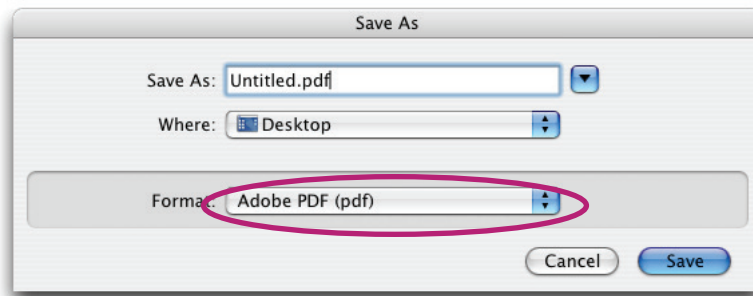 Save As
Save As: Untitled.pdf
Where: Desktop
Format: Adobe PDF (pdf)
Cancel Save